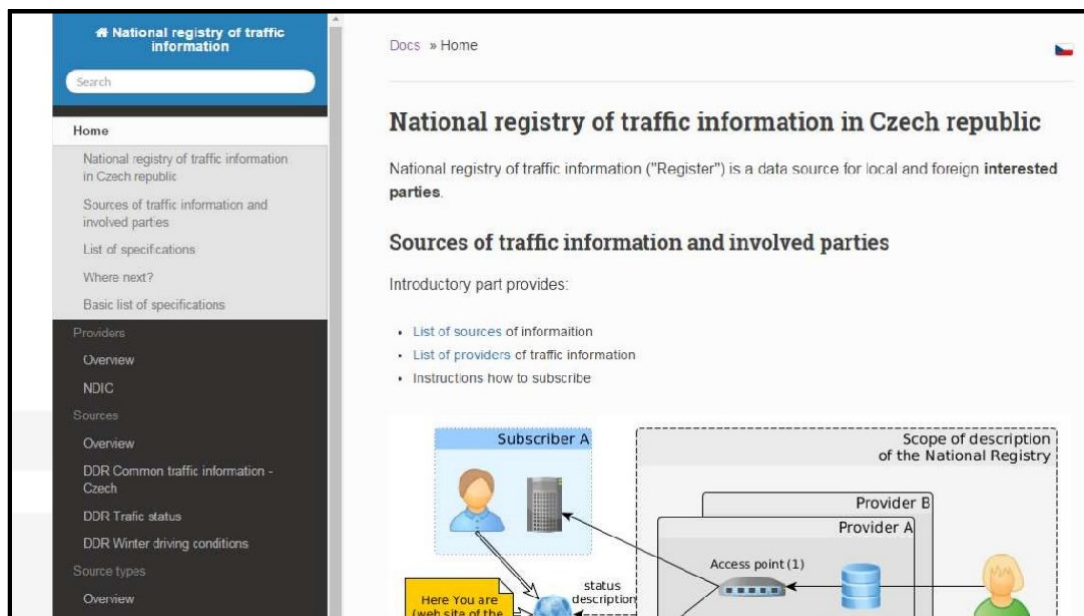 National registry of traffic
information
Search
Home
National registry of traffic information
in Czech republic
Sources of traffic information and
involved parties
List of specifications
Where next?
Basic list of specifications
Providers
Overview
NDIC
Sources
Overview
DDR Common traffic information -
Czech
DDR Trafic status
DDR Winter driving conditions
Source types
Overview
Docs » Home
National registry of traffic information in Czech republic
National registry of traffic information ("Register") is a data source for local and foreign interested
parties.
Sources of traffic information and involved parties
Introductory part provides:
• List of sources of informaition
• List of providers of traffic information
• Instructions how to subscribe
Subscriber A
Scope of description
of the National Registry
Provider B
Provider A
Access point (1)
status
description
Here You are
(web site of the